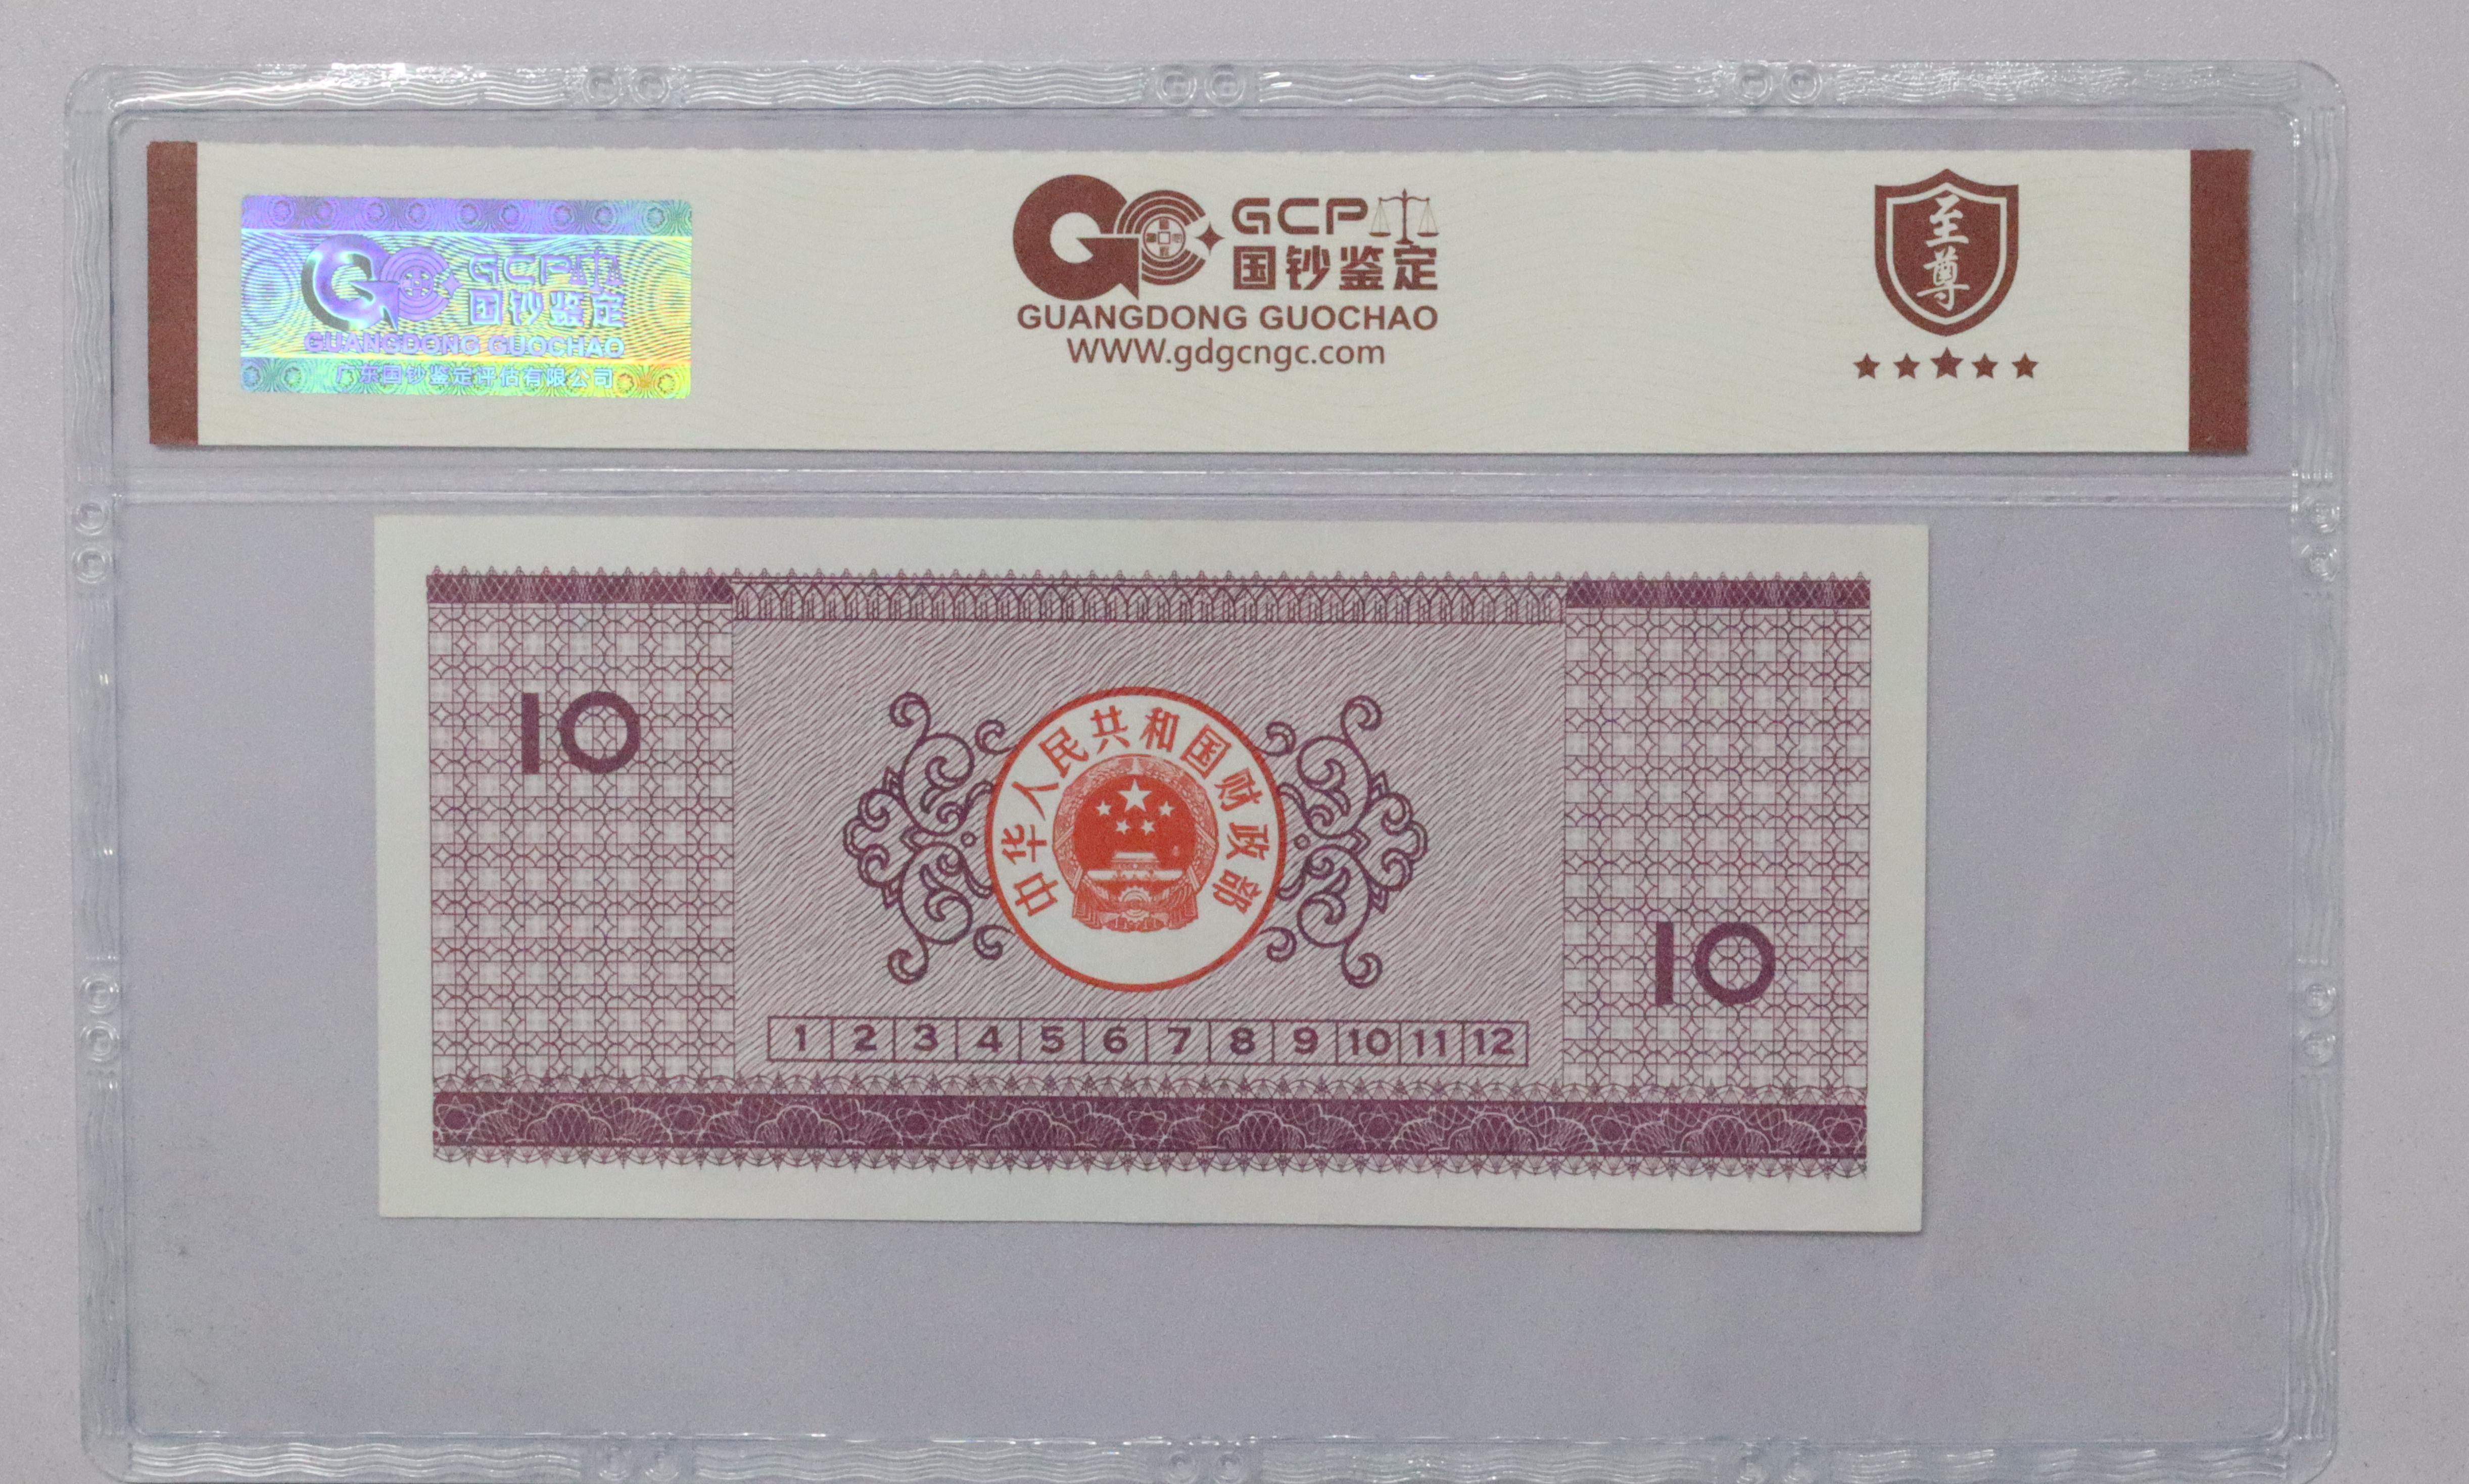 GCP
国钞鉴定
GUANGDONG GUOCHAO
广东国钞鉴定评估有限公司
GCP
国钞鉴定
GUANGDONG GUOCHAO
WWW.gdgcngc.com
至尊
10
中华人民共和国财政部
10
1 2 3 4 5 6 7 8 9 10 11 12